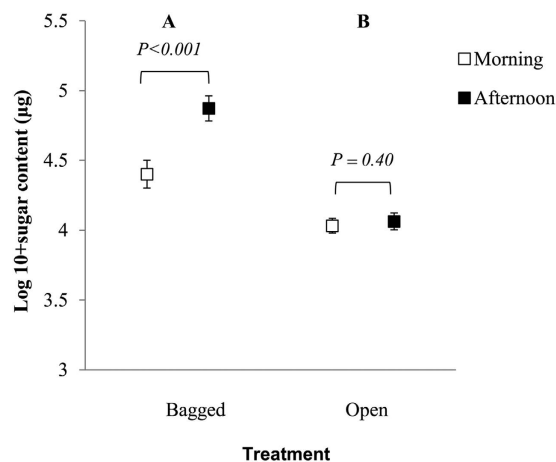 A
B
P<0.001
P = 0.40
Morning
Afternoon
Log 10+sugar content (µg)
5.5
5
4.5
4
3.5
3
Bagged
Open
Treatment